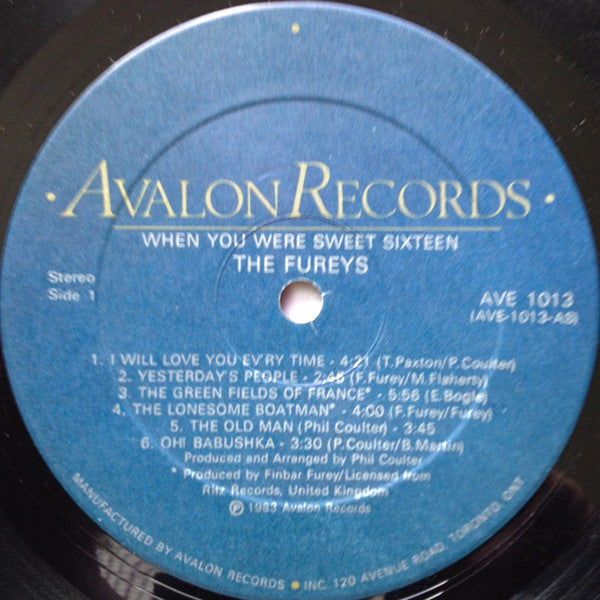 · AVALON RECORDS ·
WHEN YOU WERE SWEET SIXTEEN
THE FUREYS
Stereo
Side 1
AVE 1013
(AVE-1013-AS)
1. I WILL LOVE YOU EV'RY TIME - 4:21 (T.Paxton/P.Coulter)
2. YESTERDAY'S PEOPLE - 2:45 (F.Furey/M.Flaherty)
3. THE GREEN FIELDS OF FRANCE* - 5:56 (E.Bogle)
4. THE LONESOME BOATMAN* - 4:00 (F.Furey/Furey)
5. THE OLD MAN (Phil Coulter) - 3:45
6. OH! BABUSHKA - 3:30 (P.Coulter/B.Martin)
Produced and Arranged by Phil Coulter
* Produced by Finbar Furey/Licensed from
Ritz Records, United Kingdom
℗ 1983 Avalon Records
MANUFACTURED BY AVALON RECORDS • INC. 120 AVENUE ROAD, TORONTO, ONT